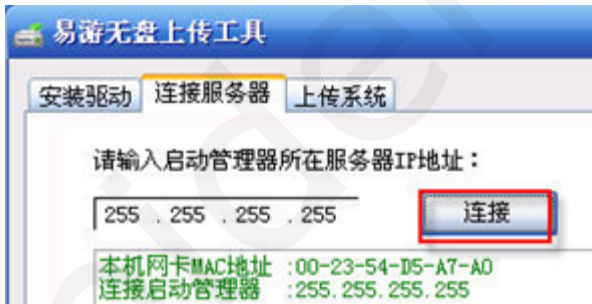 易游无盘上传工具
安装驱动 连接服务器 上传系统
请输入启动管理器所在服务器IP地址：
255 . 255 . 255 . 255 连接
本机网卡MAC地址 :00-23-54-D5-A7-A0
连接启动管理器 :255.255.255.255